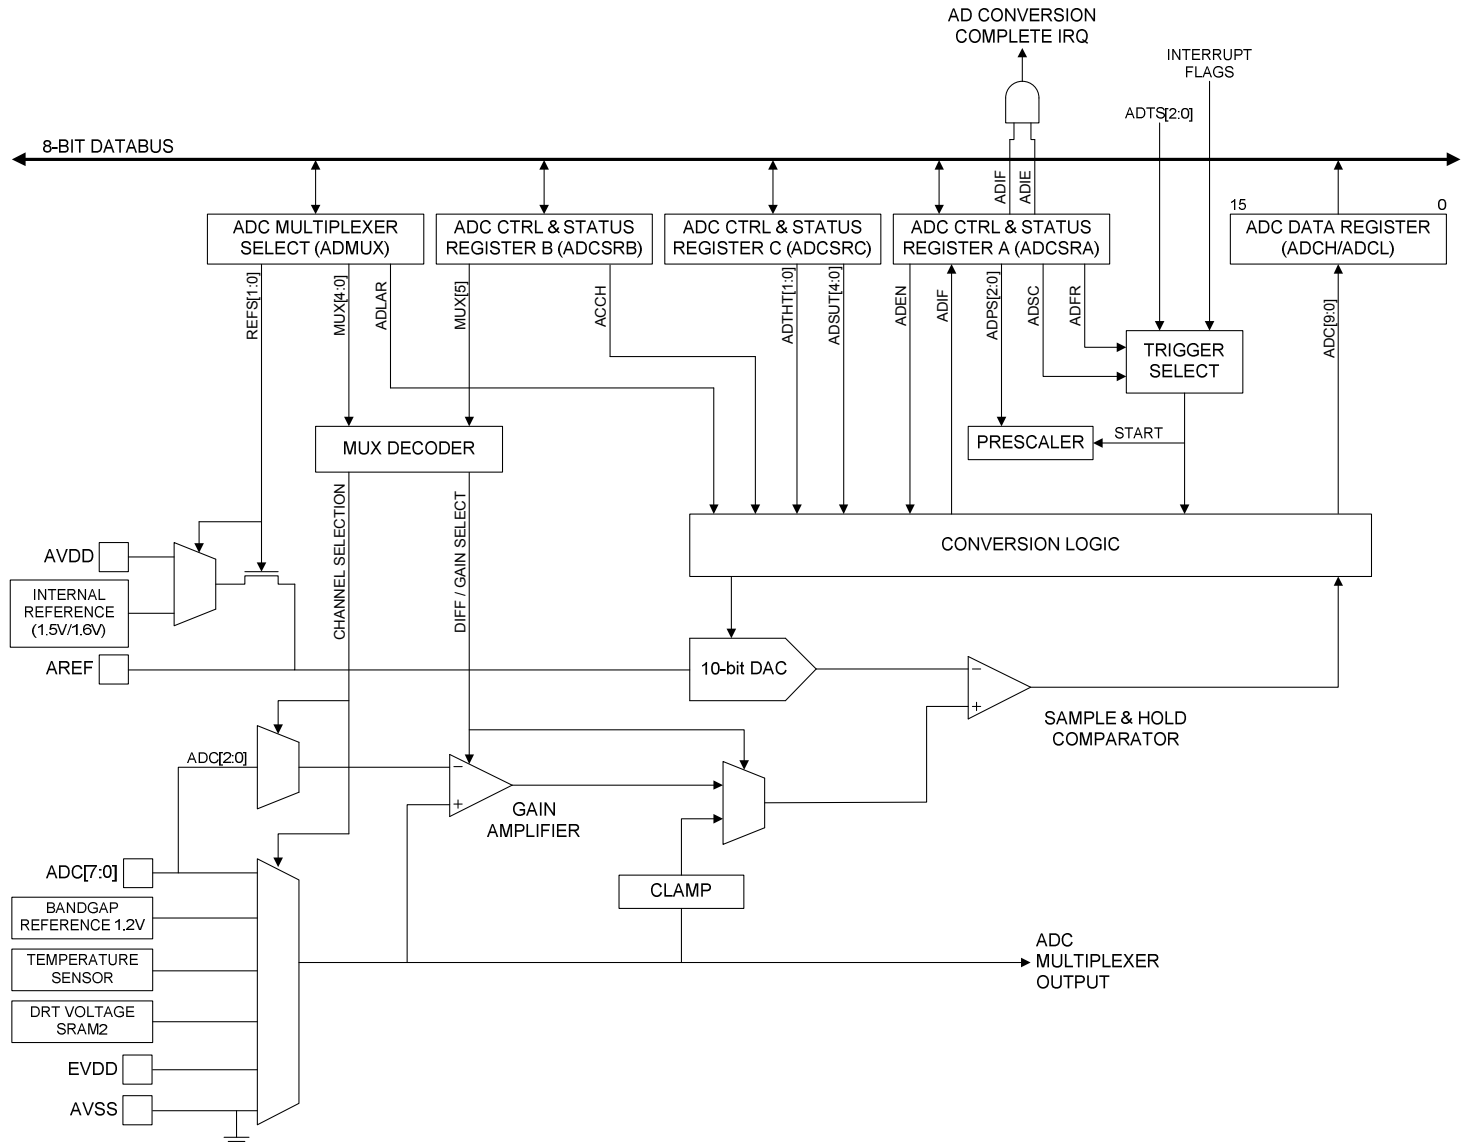 AD CONVERSION
COMPLETE IRQ
INTERRUPT
FLAGS
ADTS[2:0]
8-BIT DATABUS
ADIF
ADIE
15
0
ADC MULTIPLEXER
SELECT (ADMUX)
ADC CTRL & STATUS
REGISTER B (ADCSRB)
ADC CTRL & STATUS
REGISTER C (ADCSRC)
ADC CTRL & STATUS
REGISTER A (ADCSRA)
ADC DATA REGISTER
(ADCH/ADCL)
REFS[1:0]
MUX[4:0]
ADLAR
MUX[5]
ACCH
ADTHT[1:0]
ADSUT[4:0]
ADEN
ADIF
ADPS[2:0]
ADSC
ADFR
ADC[9:0]
TRIGGER
SELECT
MUX DECODER
PRESCALER
START
CHANNEL SELECTION
DIFF / GAIN SELECT
CONVERSION LOGIC
AVDD
INTERNAL
REFERENCE
(1.5V/1.6V)
AREF
10-bit DAC
−
+
SAMPLE & HOLD
COMPARATOR
ADC[2:0]
−
+
GAIN
AMPLIFIER
ADC[7:0]
CLAMP
BANDGAP
REFERENCE 1.2V
ADC
MULTIPLEXER
OUTPUT
TEMPERATURE
SENSOR
DRT VOLTAGE
SRAM2
EVDD
AVSS